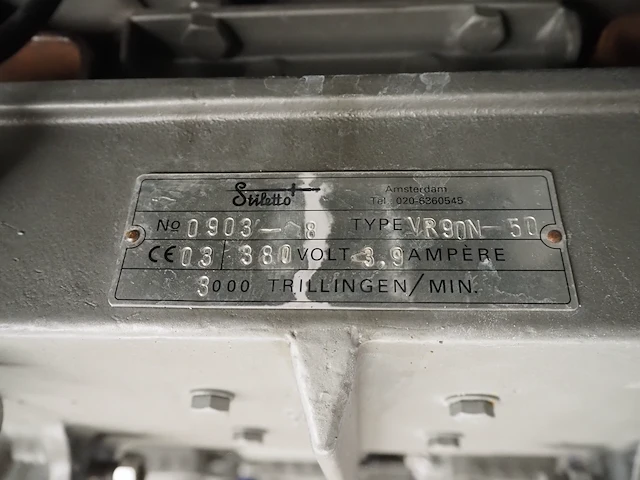 Stiletto
Amsterdam
Tel 020-6360545
No 0903-8 TYPE VR90N-50
CE 03 380 VOLT 3.9 AMPÈRE
3000 TRILLINGEN/MIN.